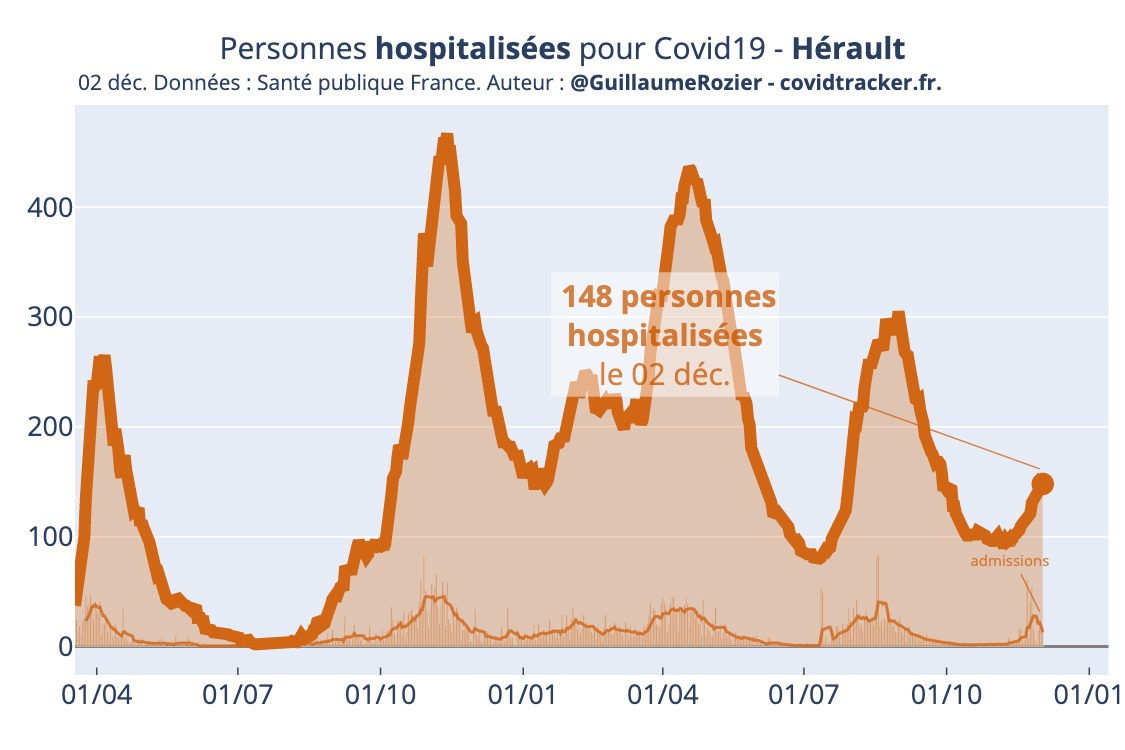 Personnes hospitalisées pour Covid19 - Hérault
02 déc. Données : Santé publique France. Auteur : @GuillaumeRozier - covidtracker.fr.
400
300
200
100
0
148 personnes
hospitalisées
le 02 déc.
admissions
01/04 01/07 01/10 01/01 01/04 01/07 01/10 01/01